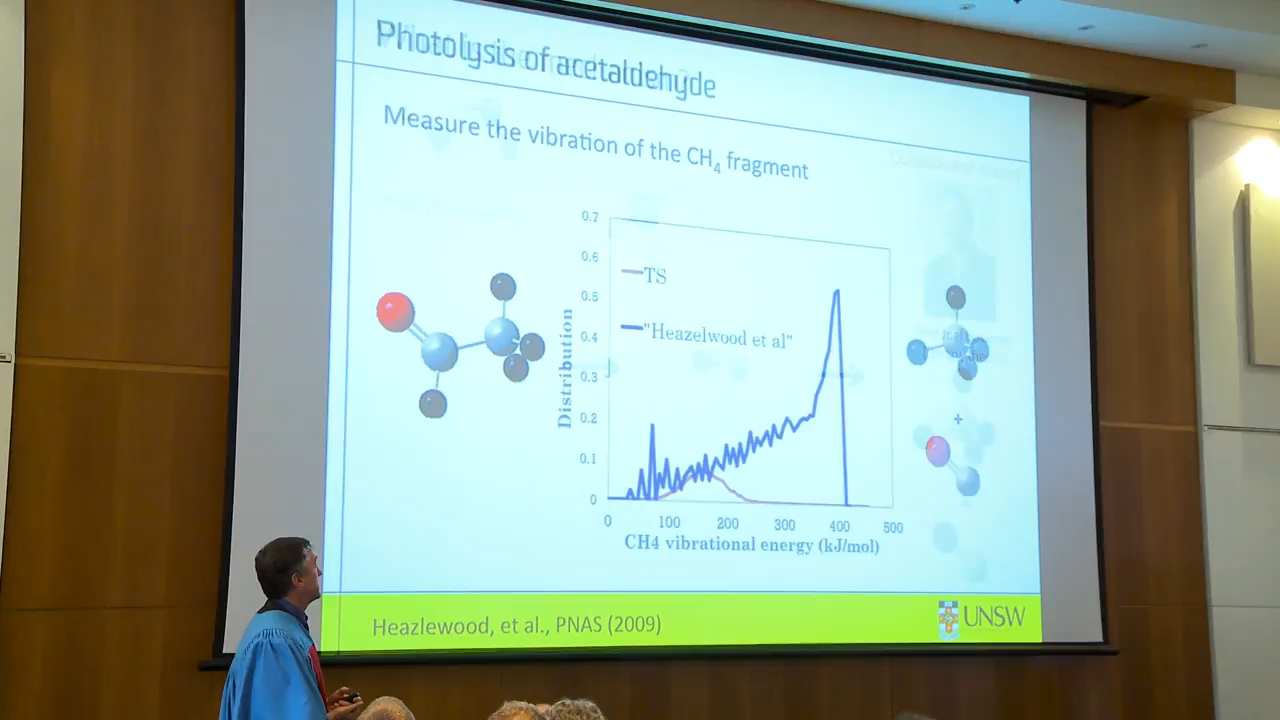 Photolysis of acetaldehyde
Measure the vibration of the CH₄ fragment
0.7
0.6
0.5
0.4
0.3
0.2
0.1
0
TS
"Heazelwood et al"
Distribution
0 100 200 300 400 500
CH4 vibrational energy (kJ/mol)
+
Heazlewood, et al., PNAS (2009)
UNSW